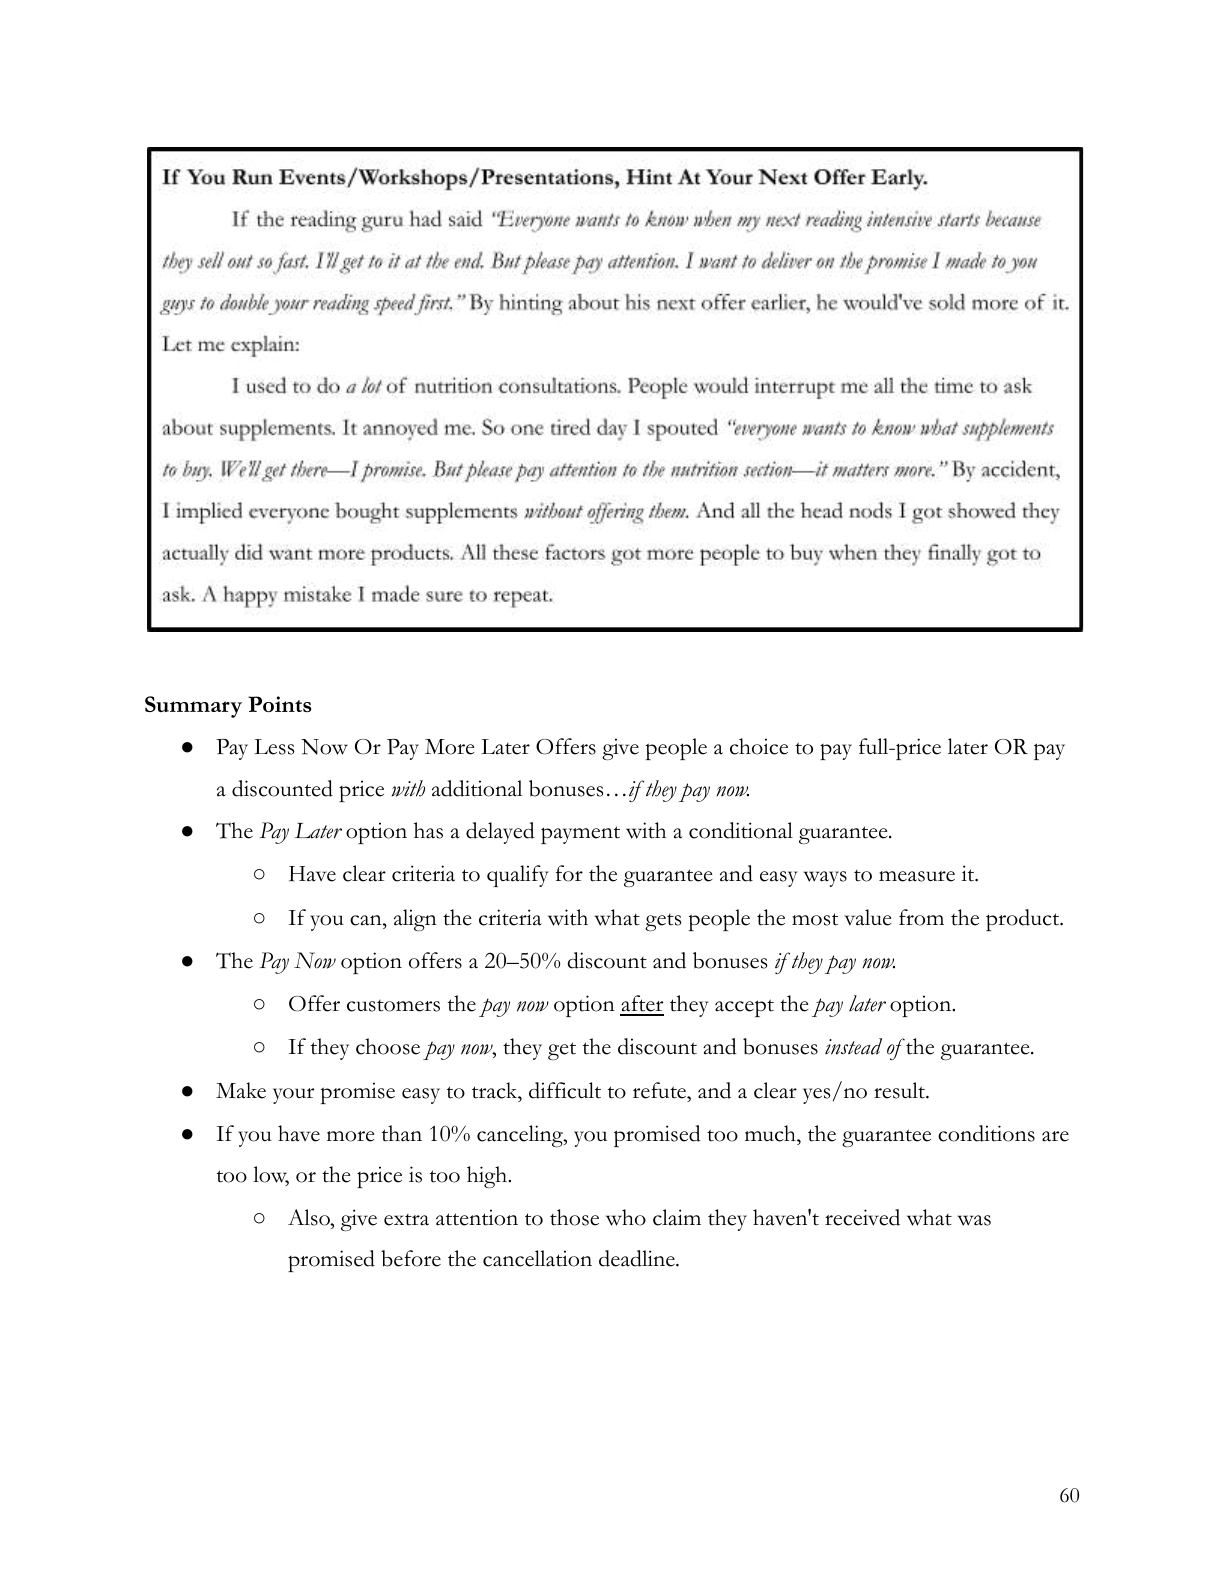 If You Run Events/Workshops/Presentations, Hint At Your Next Offer Early.
If the reading guru had said “Everyone wants to know when my next reading intensive starts because
they sell out so fast. I'll get to it at the end. But please pay attention. I want to deliver on the promise I made to you
guys to double your reading speed first.” By hinting about his next offer earlier, he would've sold more of it.
Let me explain:
I used to do a lot of nutrition consultations. People would interrupt me all the time to ask
about supplements. It annoyed me. So one tired day I spouted “everyone wants to know what supplements
to buy. We'll get there—I promise. But please pay attention to the nutrition section—it matters more.” By accident,
I implied everyone bought supplements without offering them. And all the head nods I got showed they
actually did want more products. All these factors got more people to buy when they finally got to
ask. A happy mistake I made sure to repeat.
Summary Points
● Pay Less Now Or Pay More Later Offers give people a choice to pay full-price later OR pay
a discounted price with additional bonuses…if they pay now.
● The Pay Later option has a delayed payment with a conditional guarantee.
○ Have clear criteria to qualify for the guarantee and easy ways to measure it.
○ If you can, align the criteria with what gets people the most value from the product.
● The Pay Now option offers a 20–50% discount and bonuses if they pay now.
○ Offer customers the pay now option after they accept the pay later option.
○ If they choose pay now, they get the discount and bonuses instead of the guarantee.
● Make your promise easy to track, difficult to refute, and a clear yes/no result.
● If you have more than 10% canceling, you promised too much, the guarantee conditions are
too low, or the price is too high.
○ Also, give extra attention to those who claim they haven't received what was
promised before the cancellation deadline.
60